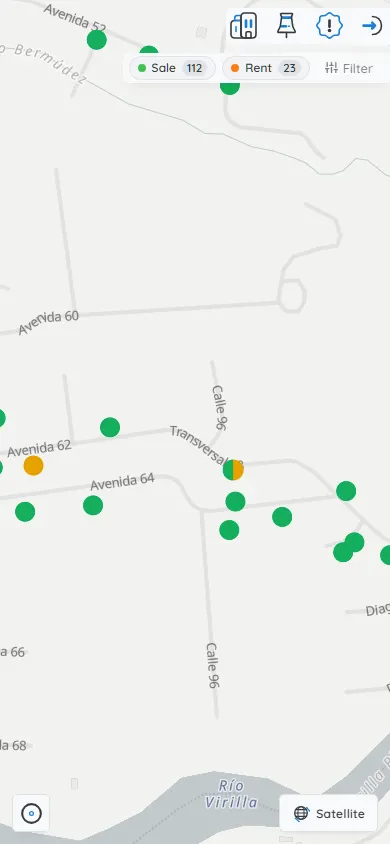 Avenida 52
o-Bermúdez
Sale 112
Rent 23
Filter
Avenida 60
Calle 96
Transversal
Avenida 62
Avenida 64
Diag
Calle 96
a 66
la 68
Río
Virilla
Satellite